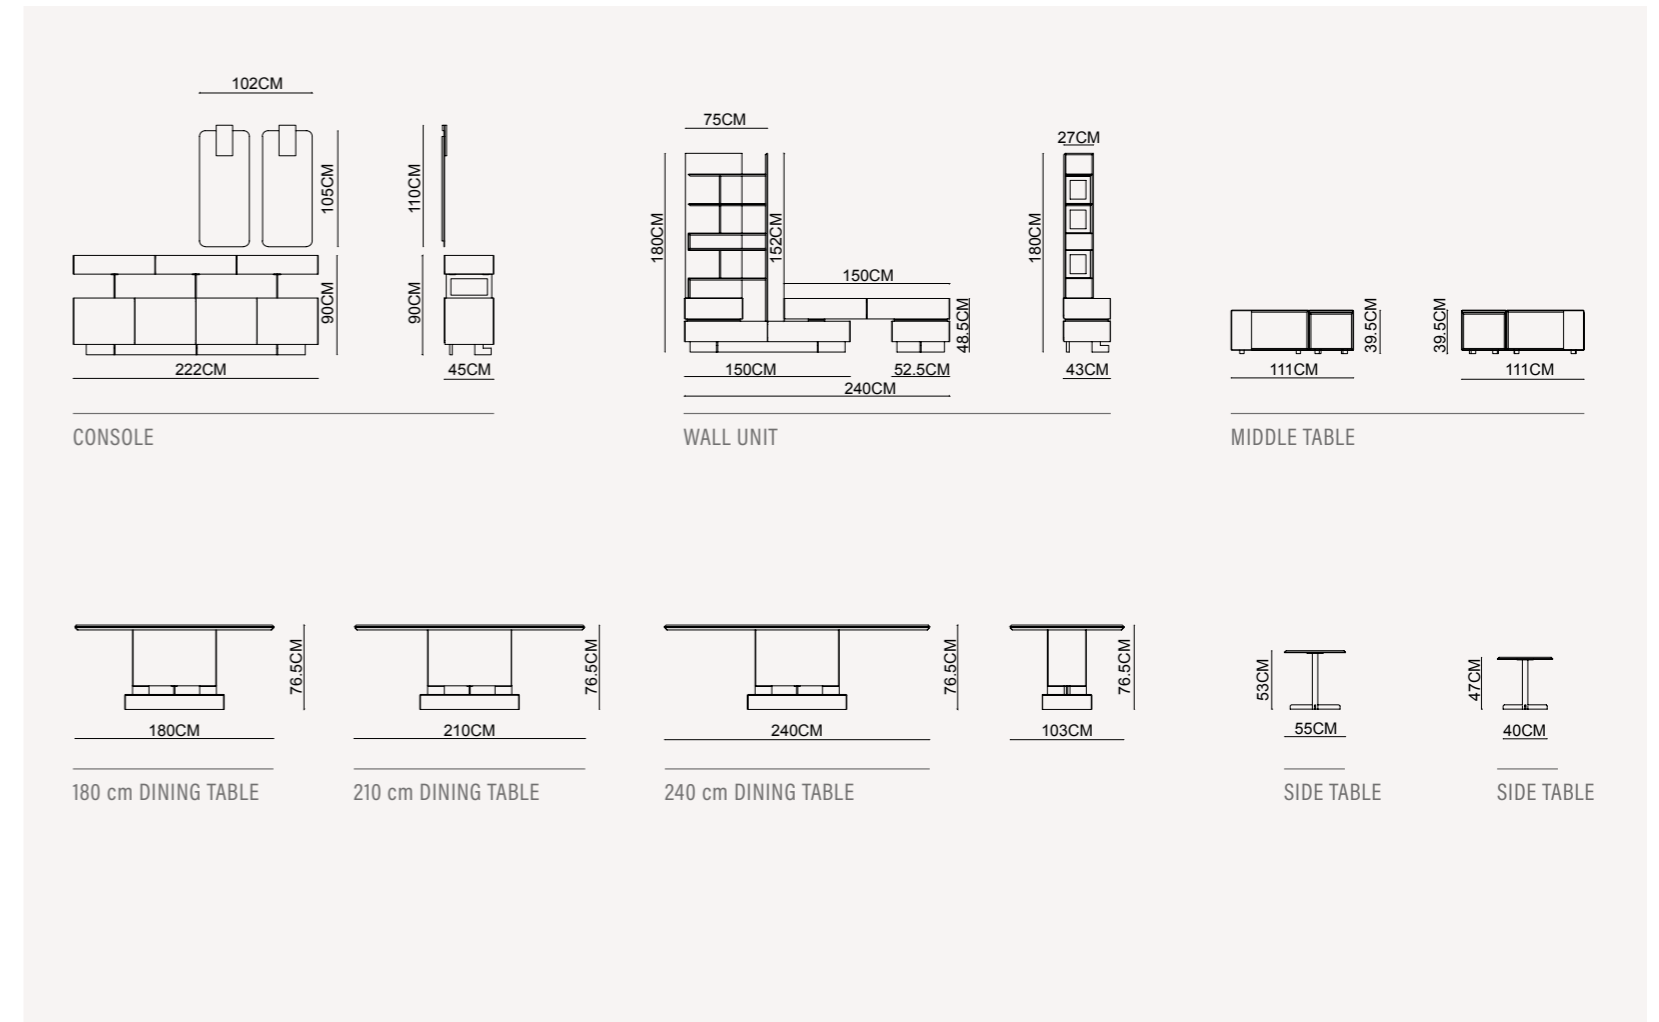 102CM
105CM
110CM
90CM
90CM
222CM
45CM
CONSOLE
75CM
27CM
180CM
152CM
180CM
150CM
48.5CM
150CM
52.5CM
43CM
240CM
WALL UNIT
39.5CM
39.5CM
111CM
111CM
MIDDLE TABLE
76.5CM
180CM
180 cm DINING TABLE
76.5CM
210CM
210 cm DINING TABLE
76.5CM
240CM
240 cm DINING TABLE
76.5CM
103CM
53CM
55CM
SIDE TABLE
47CM
40CM
SIDE TABLE